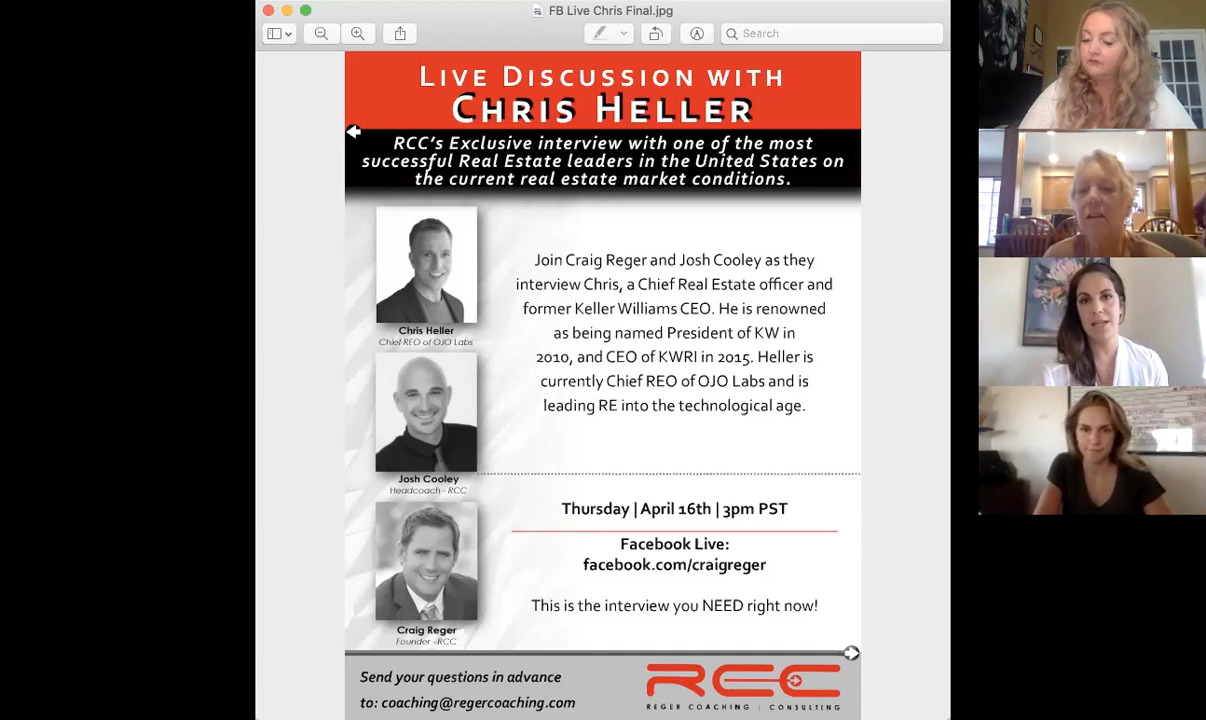 FB Live Chris Final.jpg
Search
LIVE DISCUSSION WITH
CHRIS HELLER
RCC's Exclusive interview with one of the most
successful Real Estate leaders in the United States on
the current real estate market conditions.
Chris Heller
Chief REO of OJO Labs
Join Craig Reger and Josh Cooley as they
interview Chris, a Chief Real Estate officer and
former Keller Williams CEO. He is renowned
as being named President of KW in
2010, and CEO of KWRI in 2015. Heller is
currently Chief REO of OJO Labs and is
leading RE into the technological age.
Josh Cooley
Headcoach - RCC
Craig Reger
Founder - RCC
Thursday | April 16th | 3pm PST
Facebook Live:
facebook.com/craigreger
This is the interview you NEED right now!
Send your questions in advance
to: coaching@regercoaching.com
RCC
REGER COACHING | CONSULTING